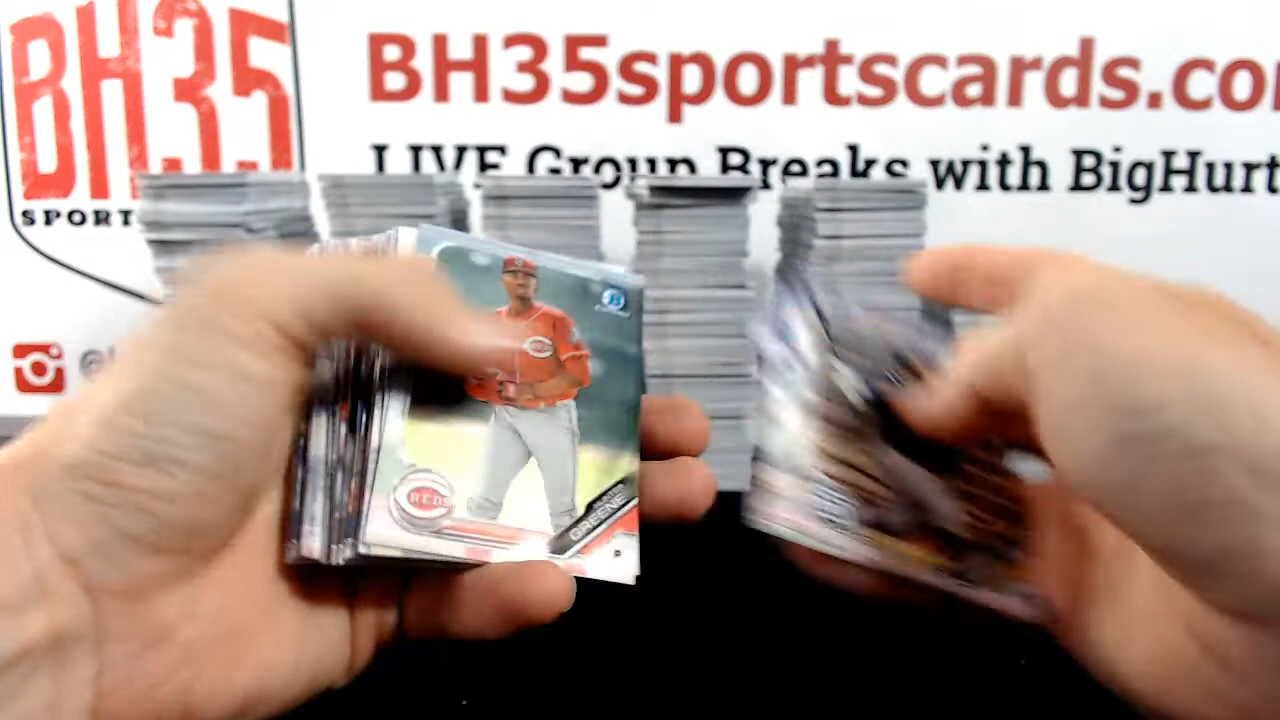 BH35
SPORT
BH35sportscards.co
LIVE Group Breaks with BigHurt
@
REDS
GREENE
P